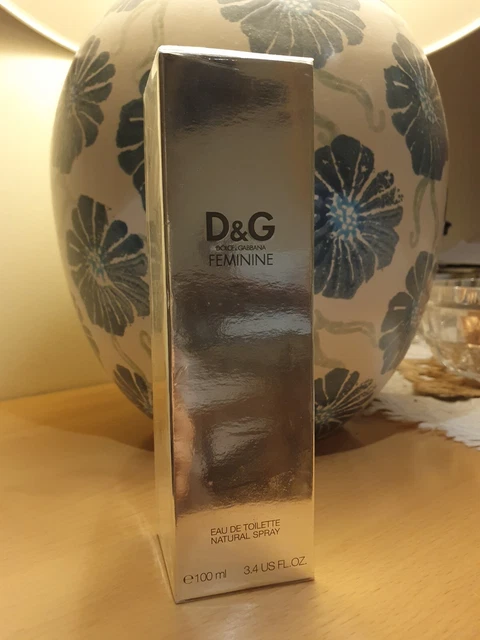 D&G
DOLCE & GABBANA
FEMININE
EAU DE TOILETTE
NATURAL SPRAY
℮100 ml 3.4 US FL.OZ.